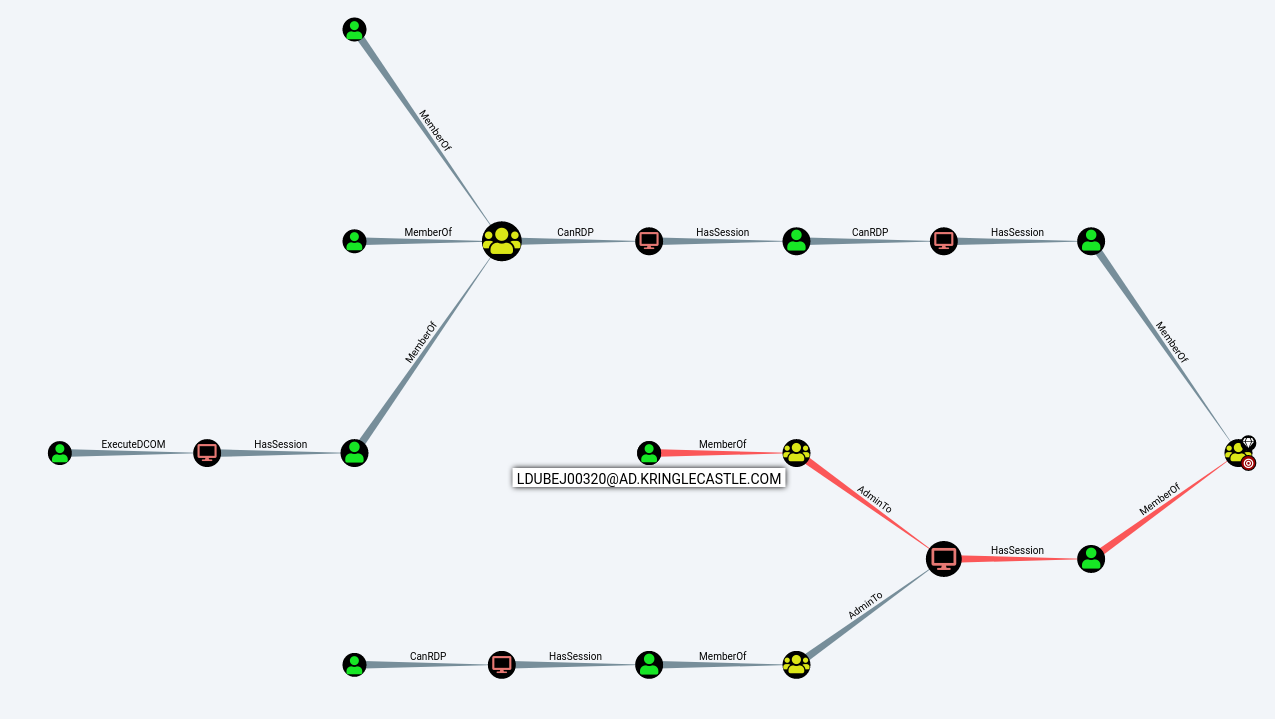 MemberOf
MemberOf
CanRDP
HasSession
CanRDP
HasSession
MemberOf
MemberOf
ExecuteDCOM
HasSession
MemberOf
LDUBEJ00320@AD.KRINGLECASTLE.COM
AdminTo
MemberOf
HasSession
AdminTo
CanRDP
HasSession
MemberOf